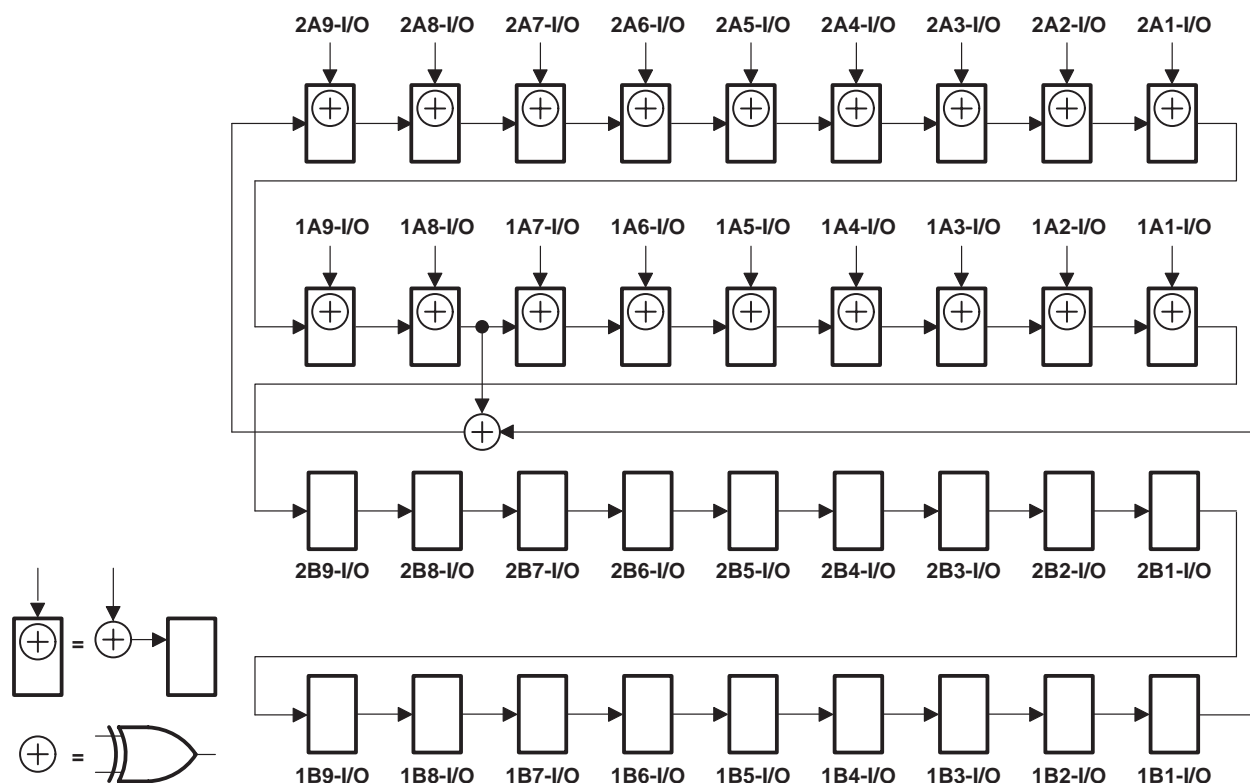 2A9-I/O 2A8-I/O 2A7-I/O 2A6-I/O 2A5-I/O 2A4-I/O 2A3-I/O 2A2-I/O 2A1-I/O
1A9-I/O 1A8-I/O 1A7-I/O 1A6-I/O 1A5-I/O 1A4-I/O 1A3-I/O 1A2-I/O 1A1-I/O
2B9-I/O 2B8-I/O 2B7-I/O 2B6-I/O 2B5-I/O 2B4-I/O 2B3-I/O 2B2-I/O 2B1-I/O
=
=
1B9-I/O 1B8-I/O 1B7-I/O 1B6-I/O 1B5-I/O 1B4-I/O 1B3-I/O 1B2-I/O 1B1-I/O